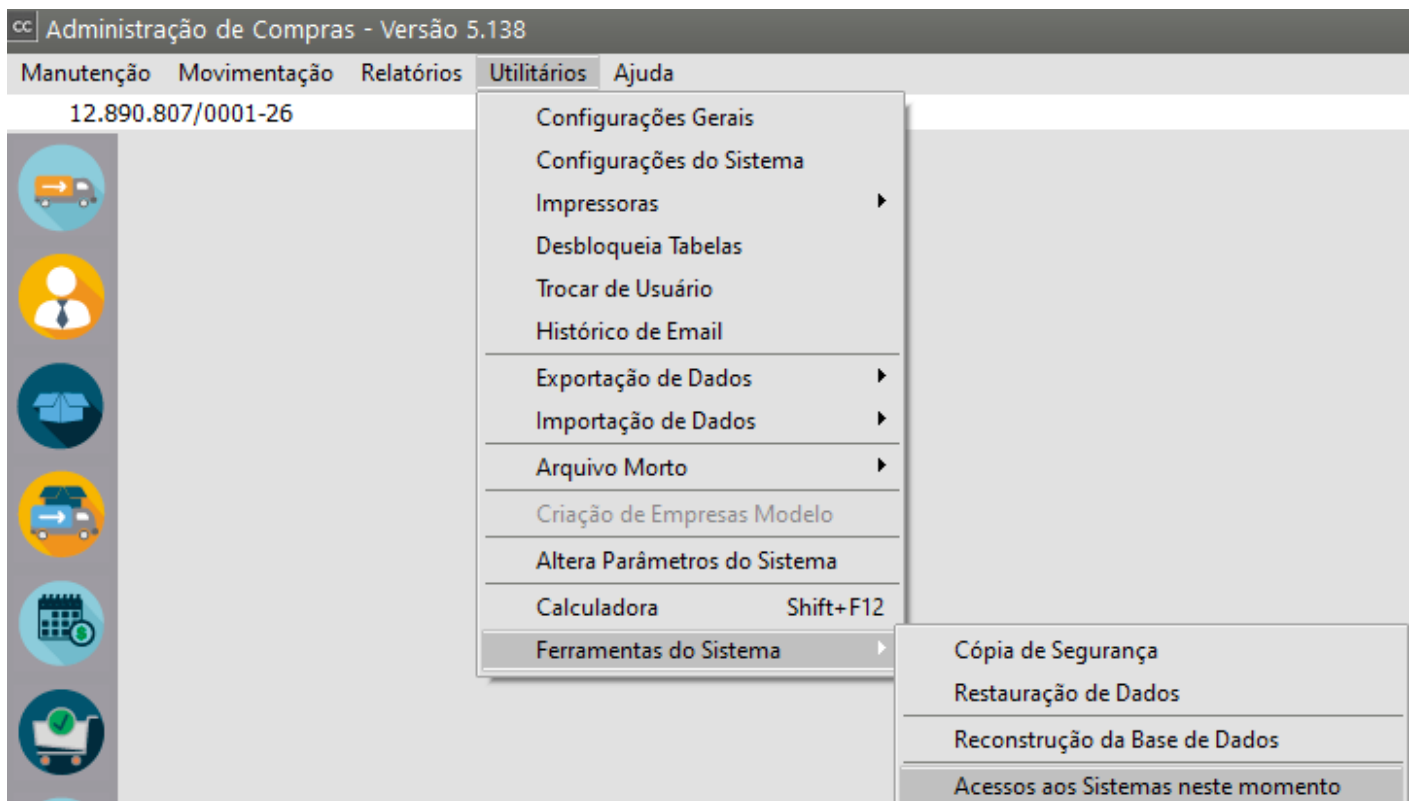 cc Administração de Compras - Versão 5.138
Manutenção Movimentação Relatórios Utilitários Ajuda
12.890.807/0001-26
Configurações Gerais
Configurações do Sistema
Impressoras
Desbloqueia Tabelas
Trocar de Usuário
Histórico de Email
Exportação de Dados
Importação de Dados
Arquivo Morto
Criação de Empresas Modelo
Altera Parâmetros do Sistema
Calculadora Shift+F12
Ferramentas do Sistema
Cópia de Segurança
Restauração de Dados
Reconstrução da Base de Dados
Acessos aos Sistemas neste momento